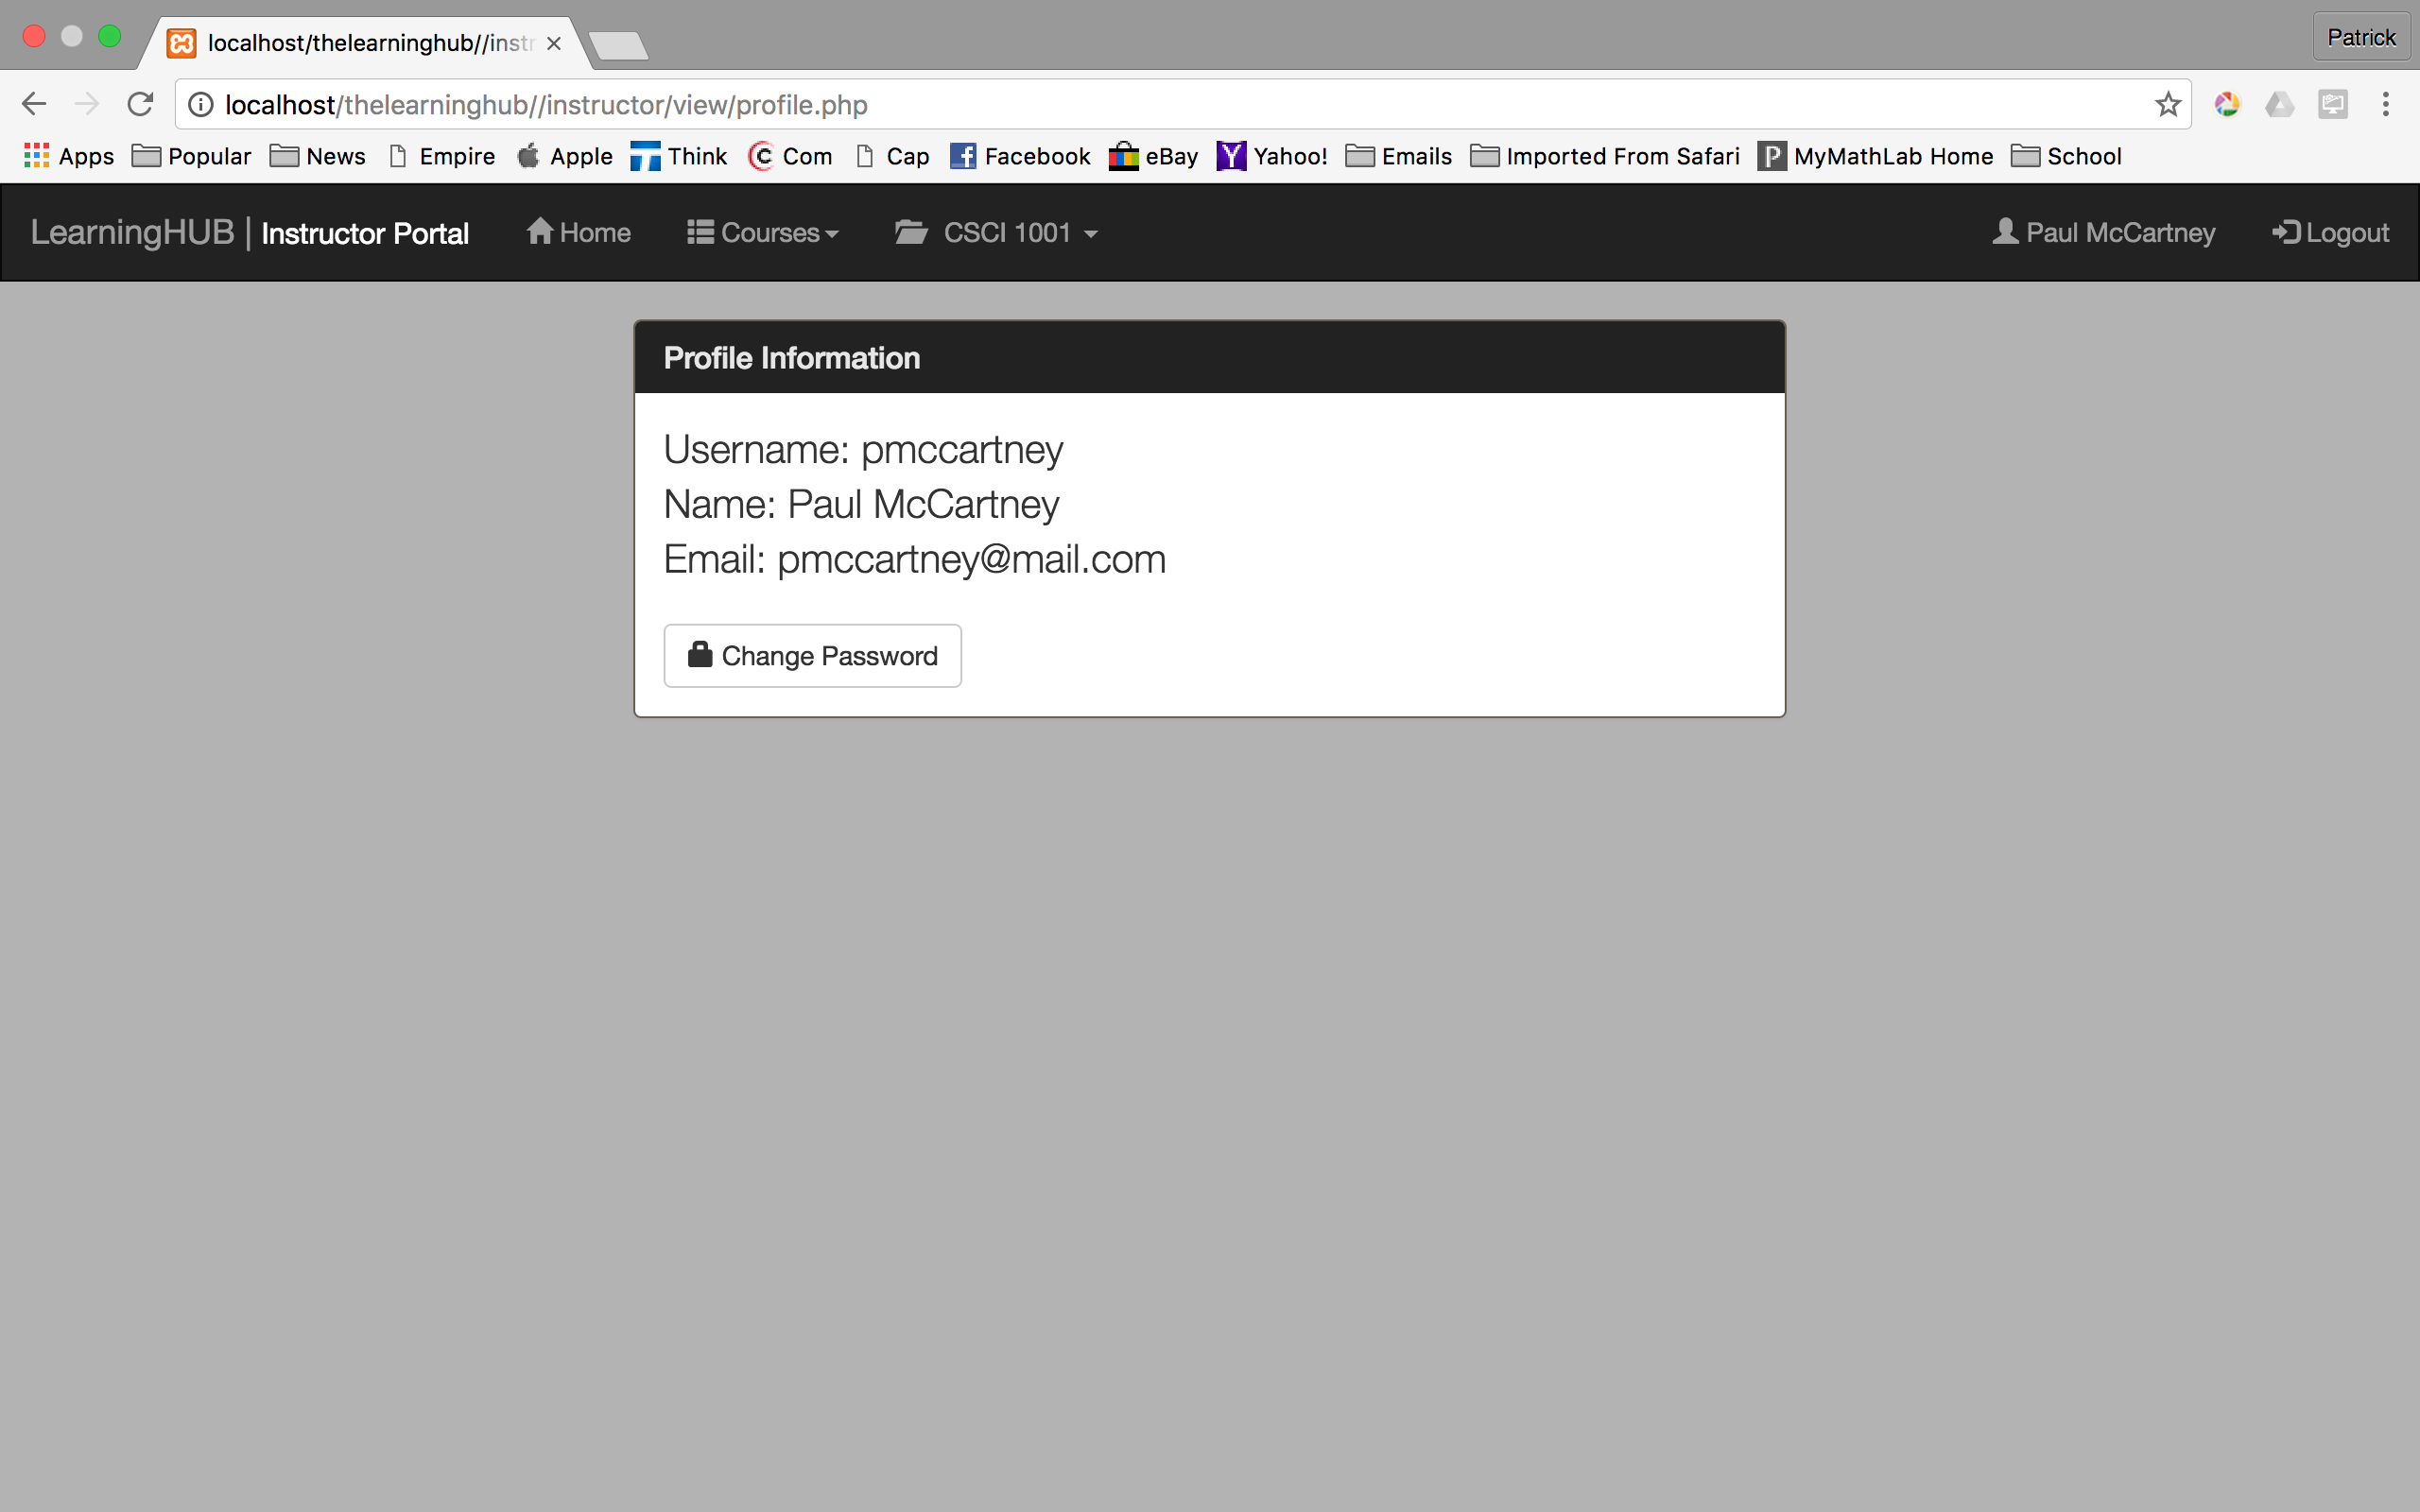 localhost/thelearninghub//instr
Patrick
localhost/thelearninghub//instructor/view/profile.php
Apps Popular News Empire Apple Think Com Cap Facebook eBay Yahoo! Emails Imported From Safari MyMathLab Home School
LearningHUB | Instructor Portal Home Courses CSCI 1001 Paul McCartney Logout
Profile Information
Username: pmccartney
Name: Paul McCartney
Email: pmccartney@mail.com
Change Password